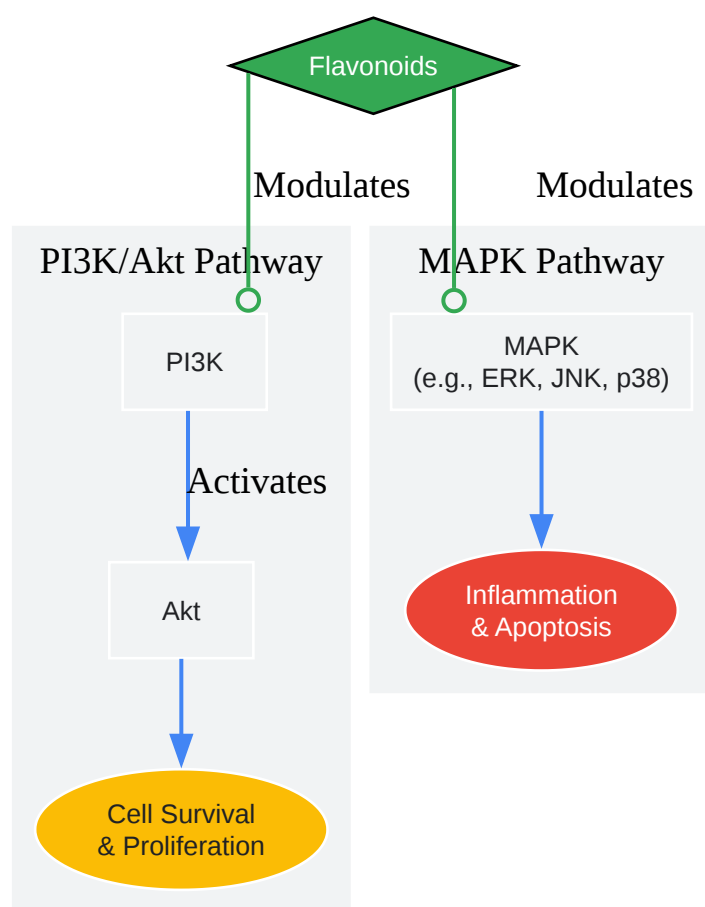 Flavonoids
Modulates
Modulates
PI3K/Akt Pathway
MAPK Pathway
PI3K
MAPK
(e.g., ERK, JNK, p38)
Activates
Akt
Inflammation
& Apoptosis
Cell Survival
& Proliferation